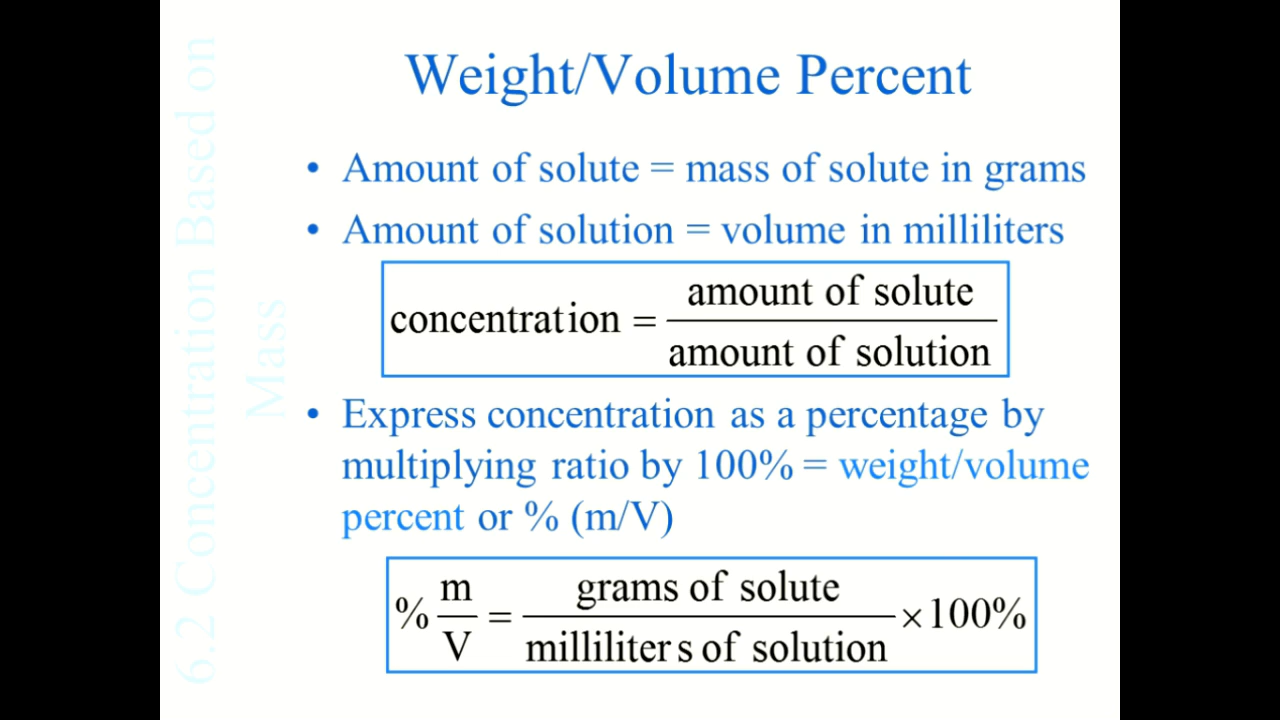 6.2 Concentration Based on
Mass
Weight/Volume Percent
• Amount of solute = mass of solute in grams
• Amount of solution = volume in milliliters
concentration = amount of solute / amount of solution
• Express concentration as a percentage by
multiplying ratio by 100% = weight/volume
percent or % (m/V)
% m/V = grams of solute / milliliters of solution ×100%